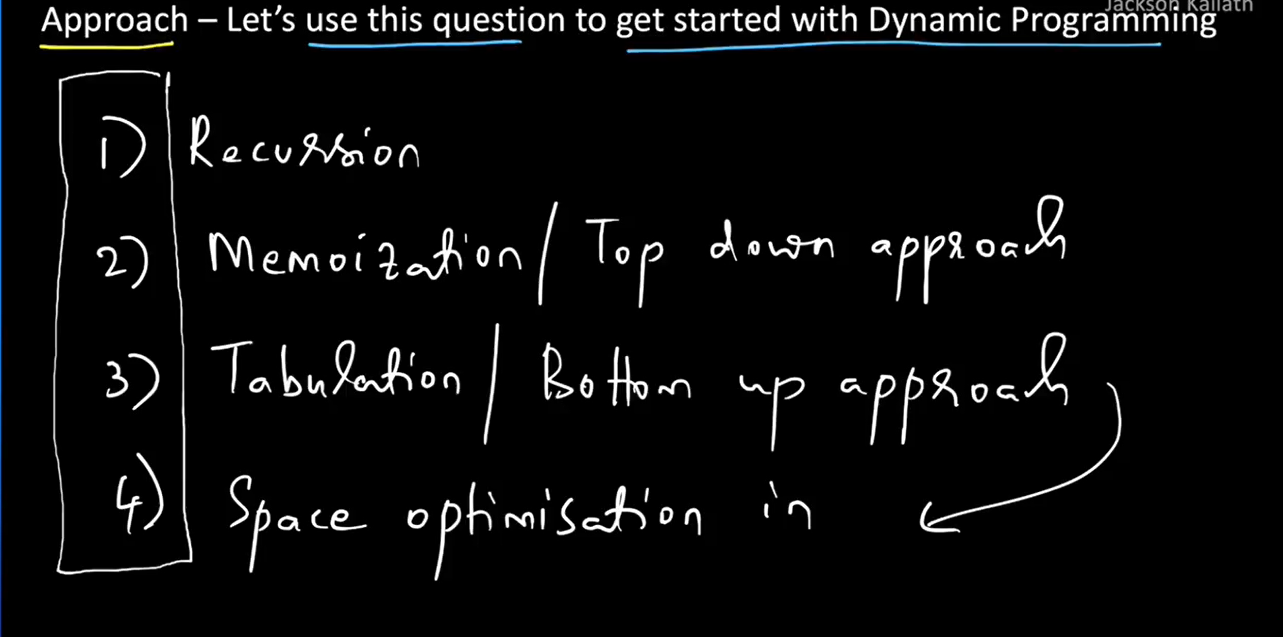 Jackson Kailath
Approach – Let's use this question to get started with Dynamic Programming
1) Recursion
2) Memoization / Top down approach
3) Tabulation / Bottom up approach
4) Space optimisation in